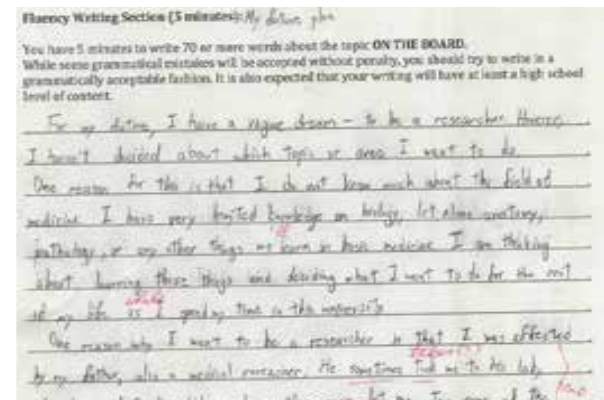 Fluency Writing Section (5 minutes): My future plan
You have 5 minutes to write 70 or more words about the topic ON THE BOARD.
While some grammatical mistakes will be accepted without penalty, you should try to write in a
grammatically acceptable fashion. It is also expected that your writing will have at least a high school
level of content.
For my future, I have a vague dream - to be a researcher. However,
I haven't decided about which topic or area I want to do.
One reason for this is that I do not know much about the field of
medicine. I have very limited knowledge on biology, let alone anatomy,
pathology, or any other things we learn in basic medicine. I am thinking
about learning these things and deciding what I want to do for the rest
of my life as I spend my time in this university.
One reason why I want to be a researcher is that I was effected
by my father, also a medical researcher. He sometimes took me to his lab,
let me of the